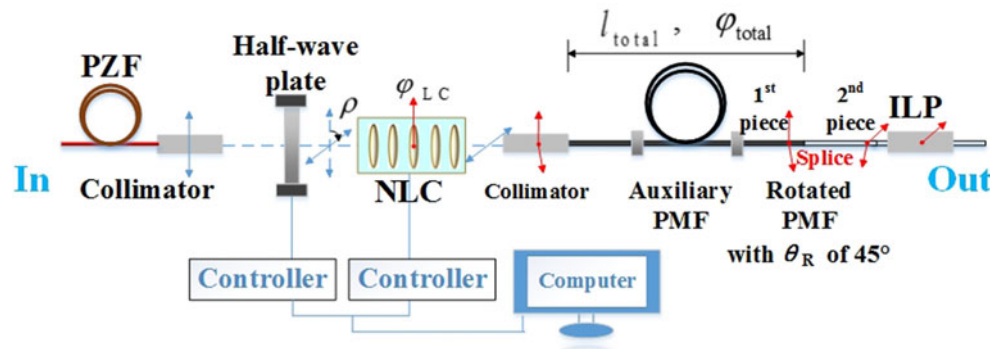 l total , φ total
PZF
Half-wave
plate
ρ
φ LC
1st
piece
2nd
piece
ILP
Splice
In
Collimator
NLC
Collimator
Auxiliary
PMF
Rotated
PMF
with θR of 45°
Out
Controller
Controller
Computer